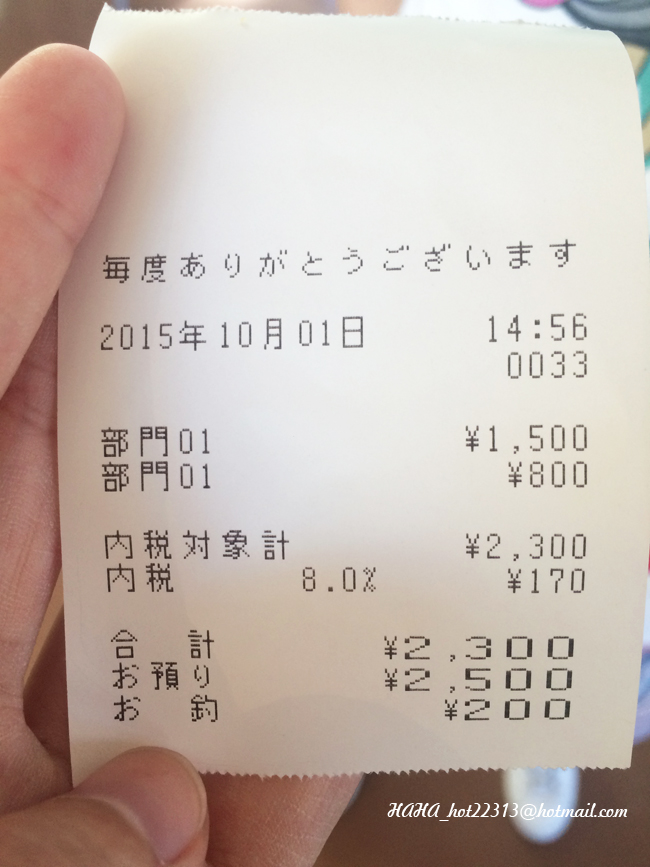 毎度ありがとうございます
2015年10月01日 14:56
0033
部門01 ¥1,500
部門01 ¥800
内税対象計 ¥2,300
内税 8.0% ¥170
合計 ¥2,300
お預り ¥2,500
お釣 ¥200
HAHA_hot22313@hotmail.com